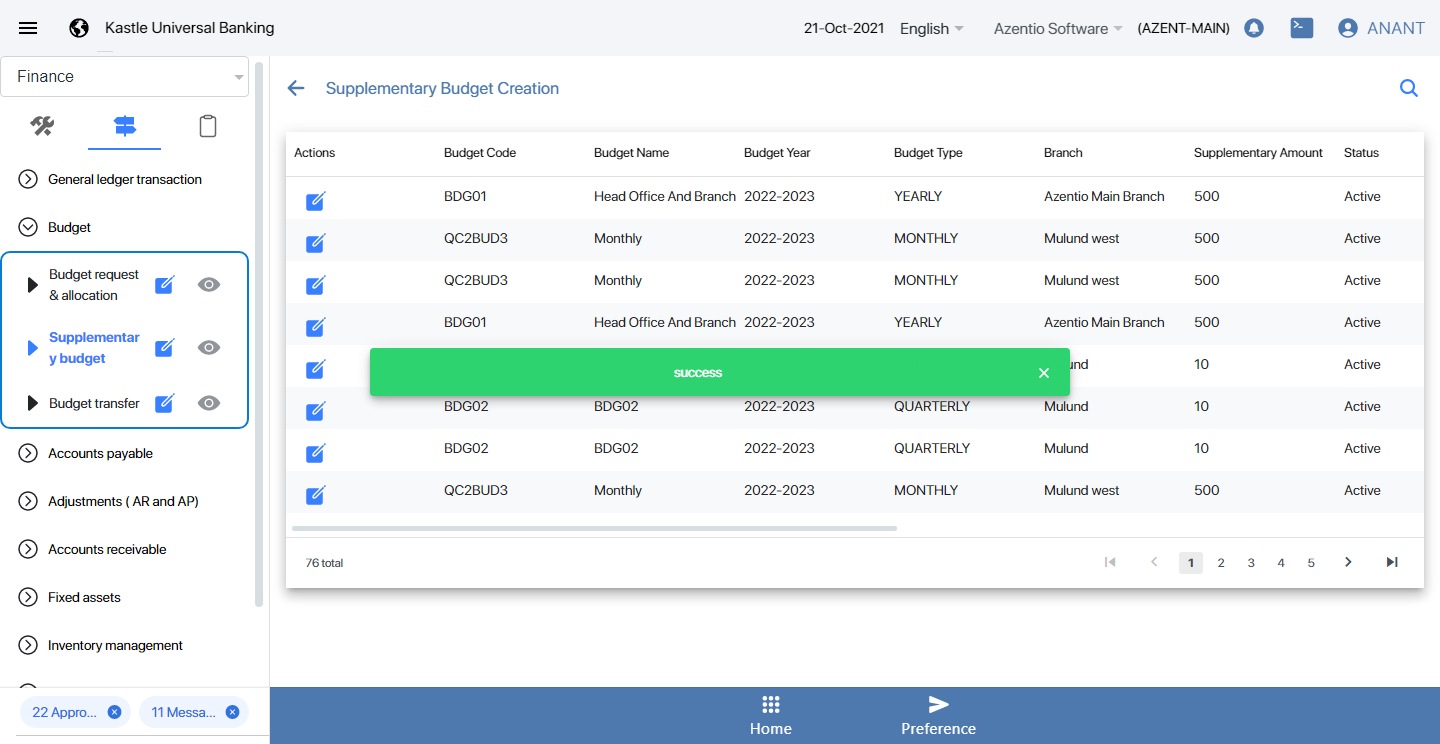 Kastle Universal Banking
21-Oct-2021
English
Azentio Software
(AZENT-MAIN)
ANANT
Finance
General ledger transaction
Budget
Budget request
& allocation
Supplementar
y budget
Budget transfer
Accounts payable
Adjustments ( AR and AP)
Accounts receivable
Fixed assets
Inventory management
22 Appro...
11 Messa...
Supplementary Budget Creation
Actions Budget Code Budget Name Budget Year Budget Type Branch Supplementary Amount Status
BDG01 Head Office And Branch 2022-2023 YEARLY Azentio Main Branch 500 Active
QC2BUD3 Monthly 2022-2023 MONTHLY Mulund west 500 Active
QC2BUD3 Monthly 2022-2023 MONTHLY Mulund west 500 Active
BDG01 Head Office And Branch 2022-2023 YEARLY Azentio Main Branch 500 Active
10 Active
success
BDG02 BDG02 2022-2023 QUARTERLY Mulund 10 Active
BDG02 BDG02 2022-2023 QUARTERLY Mulund 10 Active
QC2BUD3 Monthly 2022-2023 MONTHLY Mulund west 500 Active
76 total
1 2 3 4 5
Home
Preference